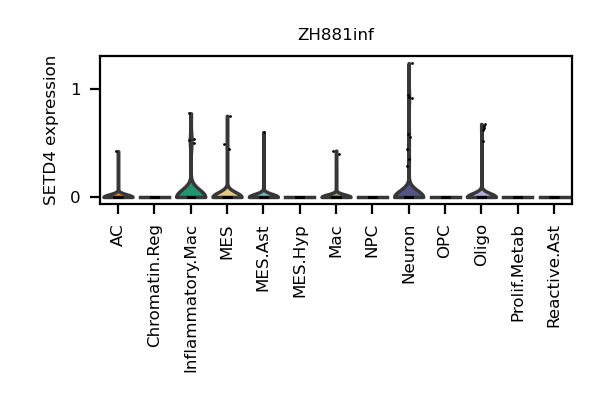 ZH881inf
SETD4 expression
1
0
AC
Chromatin.Reg
Inflammatory.Mac
MES
MES.Ast
MES.Hyp
Mac
NPC
Neuron
OPC
Oligo
Prolif.Metab
Reactive.Ast